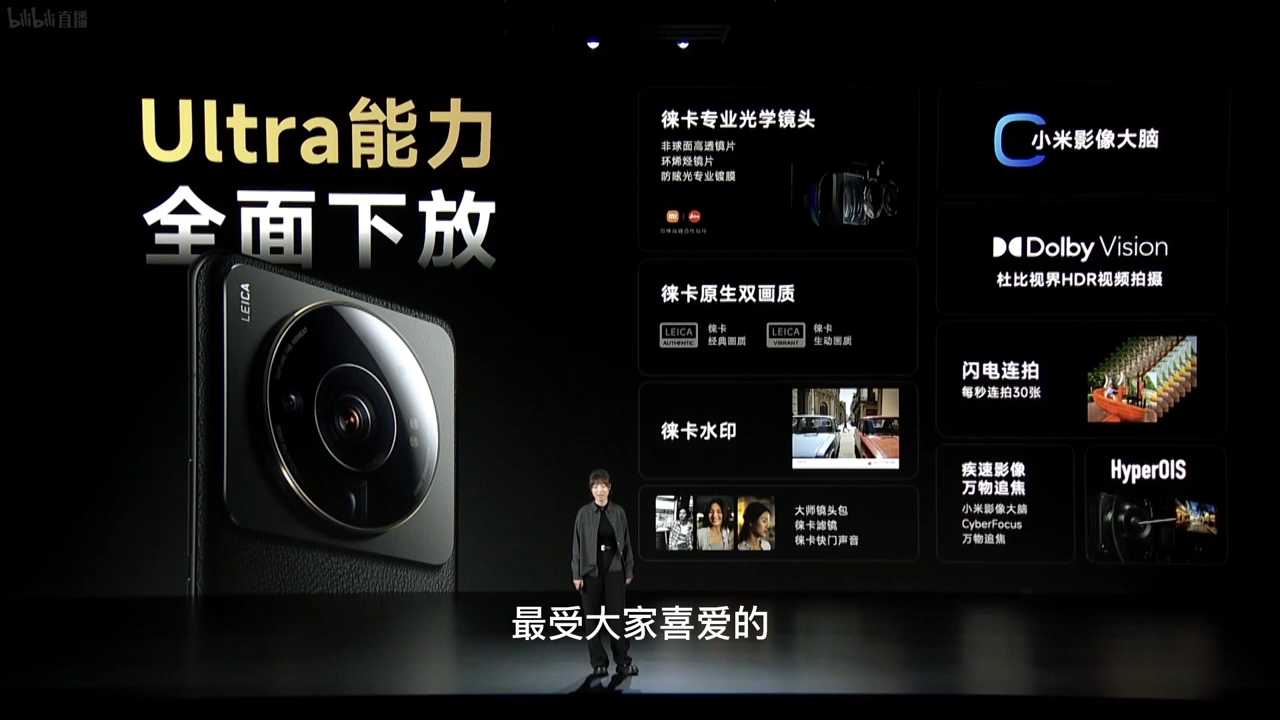 bilibili直播
Ultra能力
全面下放
LEICA
徕卡专业光学镜头
非球面高透镜片
环烯烃镜片
防眩光专业镀膜
徕卡原生双画质
LEICA
AUTHENTIC
徕卡
经典画质
LEICA
VIBRANT
徕卡
生动画质
徕卡水印
大师镜头包
徕卡滤镜
徕卡快门声音
小米影像大脑
Dolby Vision
杜比视界HDR视频拍摄
闪电连拍
每秒连拍30张
疾速影像
万物追焦
小米影像大脑
CyberFocus
万物追焦
HyperOIS
最受大家喜爱的